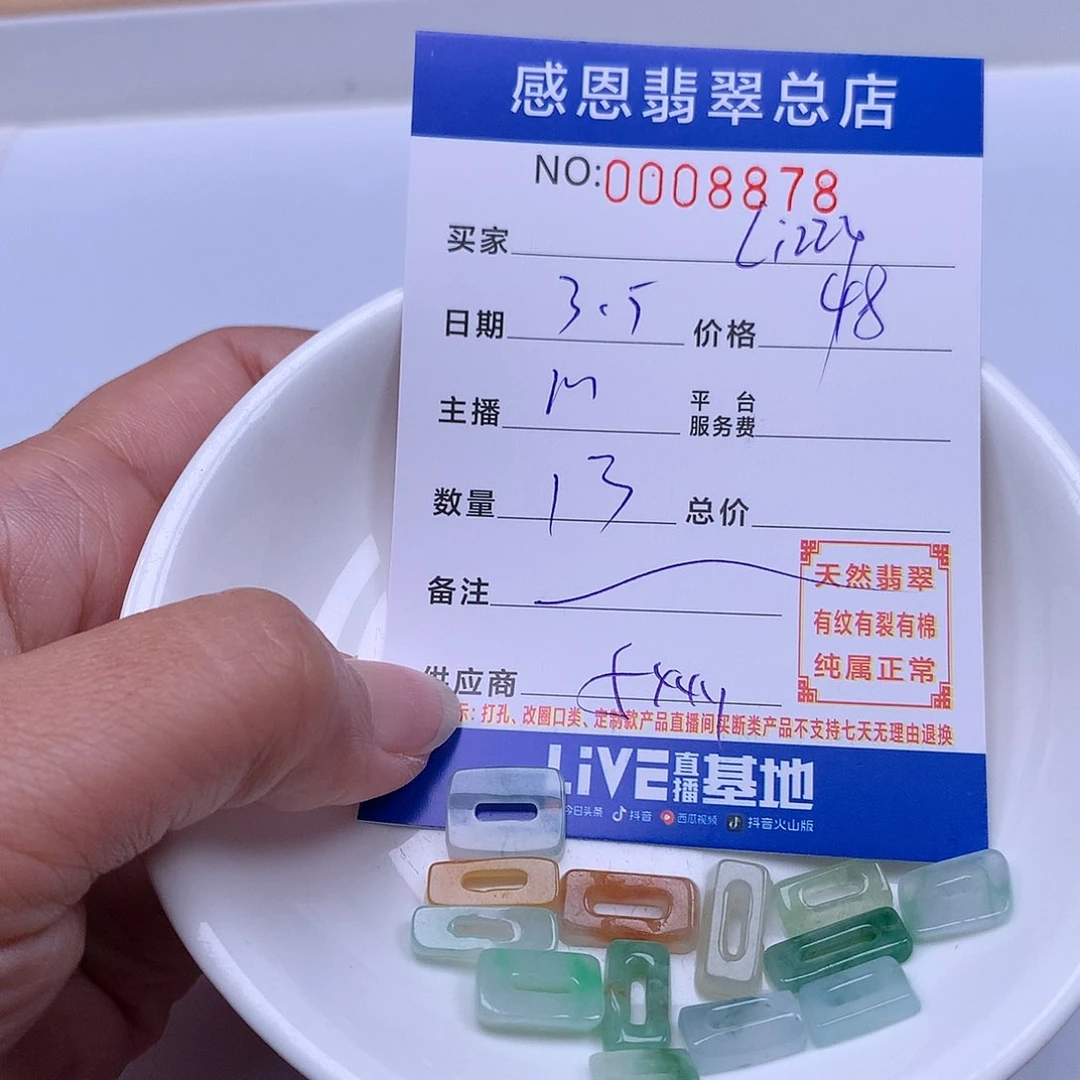 感恩翡翠总店
NO:0008878
买家 Lizzy
日期 3.5 价格 48
主播 M 平台服务费
数量 13 总价
备注
天然翡翠
有纹有裂有棉
纯属正常
供应商
示：打孔、改圈口类、定制款产品直播间买断类产品不支持七天无理由退换
LiVE直播基地
今日头条 抖音 西瓜视频 抖音火山版